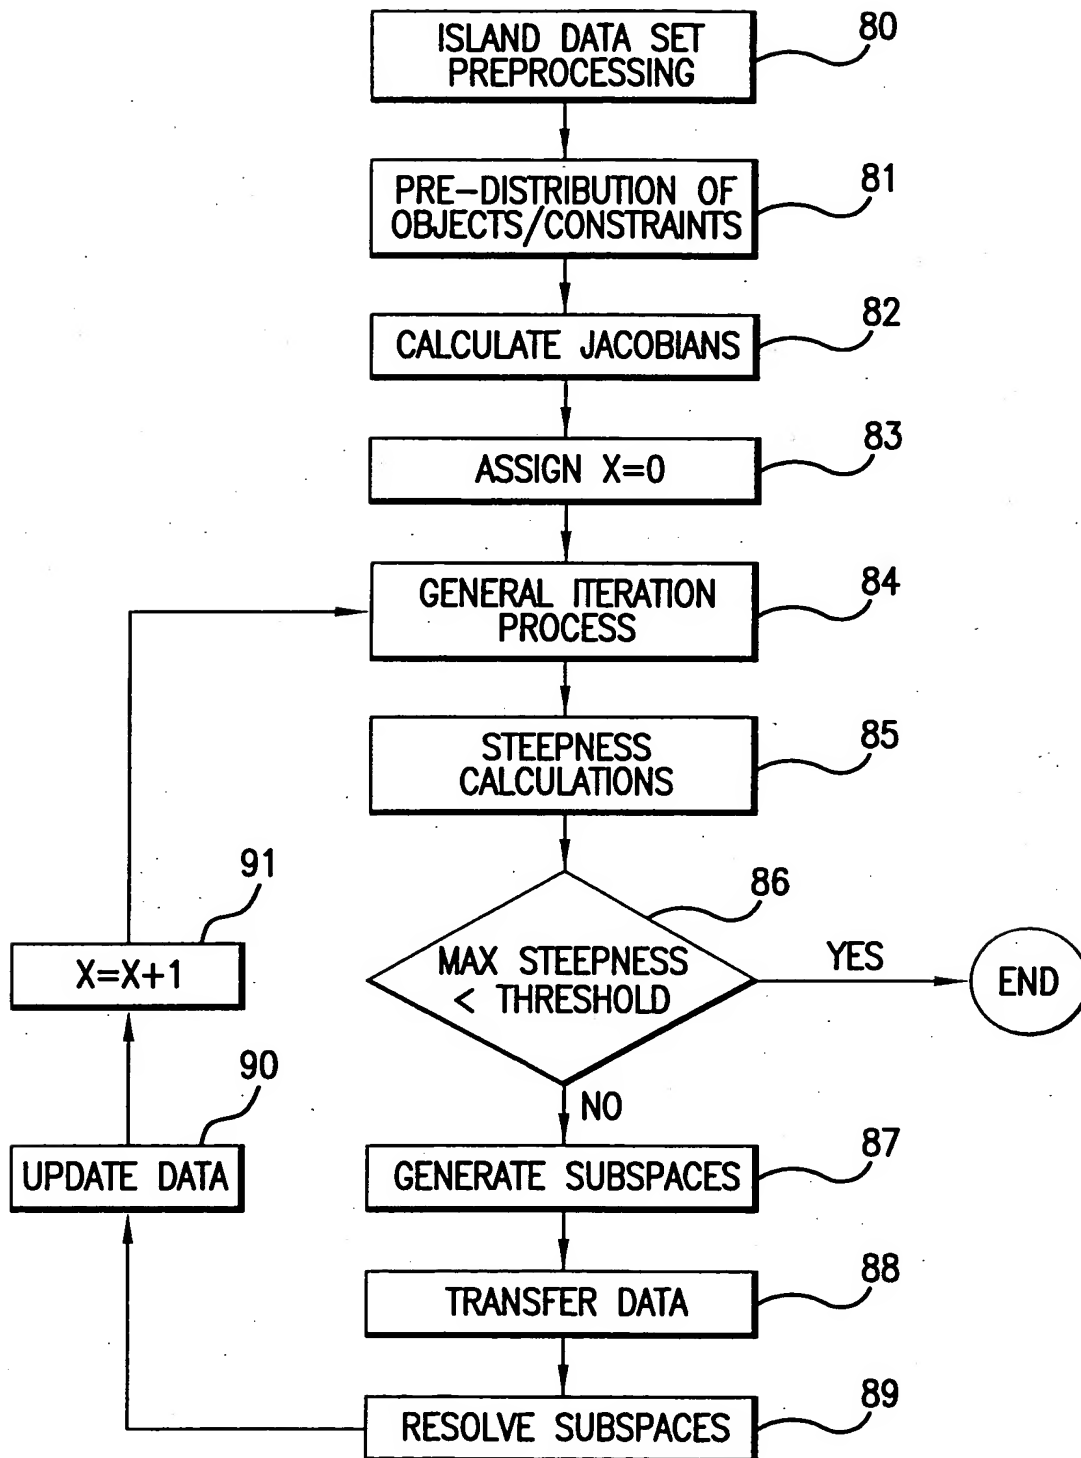 ISLAND DATA SET
PREPROCESSING
80
PRE-DISTRIBUTION OF
OBJECTS/CONSTRAINTS
81
CALCULATE JACOBIANS
82
ASSIGN X=0
83
GENERAL ITERATION
PROCESS
84
STEEPNESS
CALCULATIONS
85
MAX STEEPNESS
< THRESHOLD
86
YES
END
NO
GENERATE SUBSPACES
87
TRANSFER DATA
88
RESOLVE SUBSPACES
89
UPDATE DATA
90
X=X+1
91